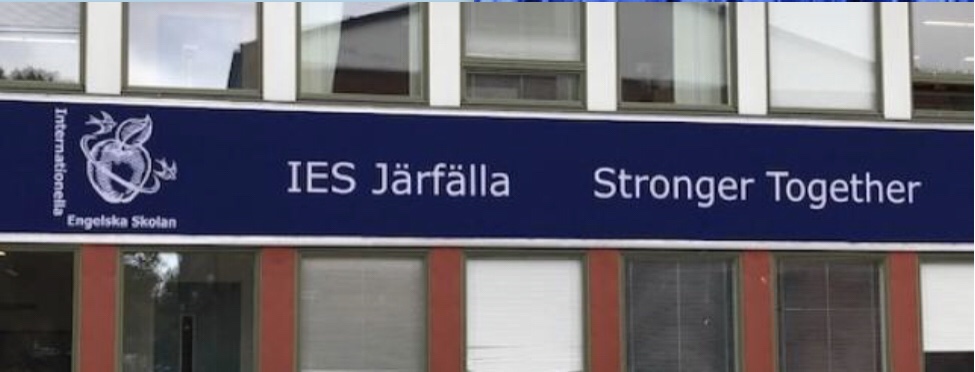 Internationella
Engelska Skolan
IES Järfälla
Stronger Together